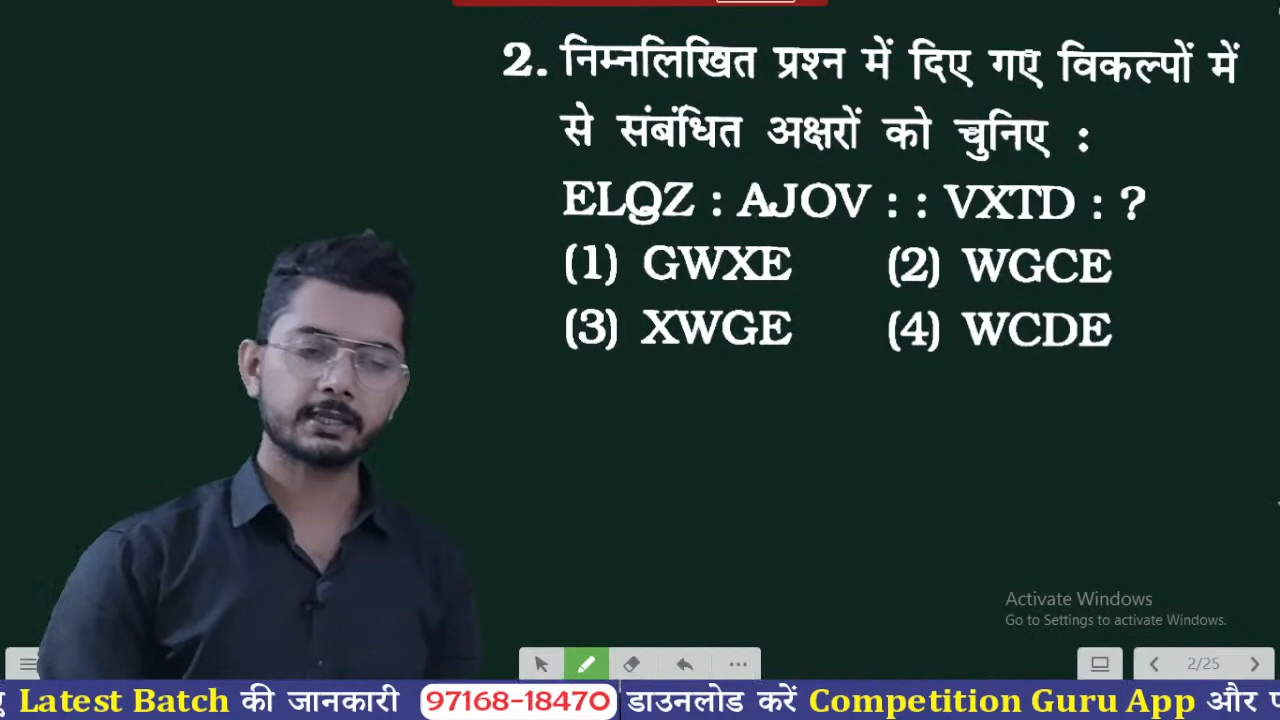 2. निम्नलिखित प्रश्न में दिए गए विकल्पों में
से संबंधित अक्षरों को चुनिए :
ELQZ : AJOV : : VXTD : ?
(1) GWXE (2) WGCE
(3) XWGE (4) WCDE
Activate Windows
Go to Settings to activate Windows.
2/25
Latest Batch की जानकारी 97168-18470 डाउनलोड करें Competition Guru App और